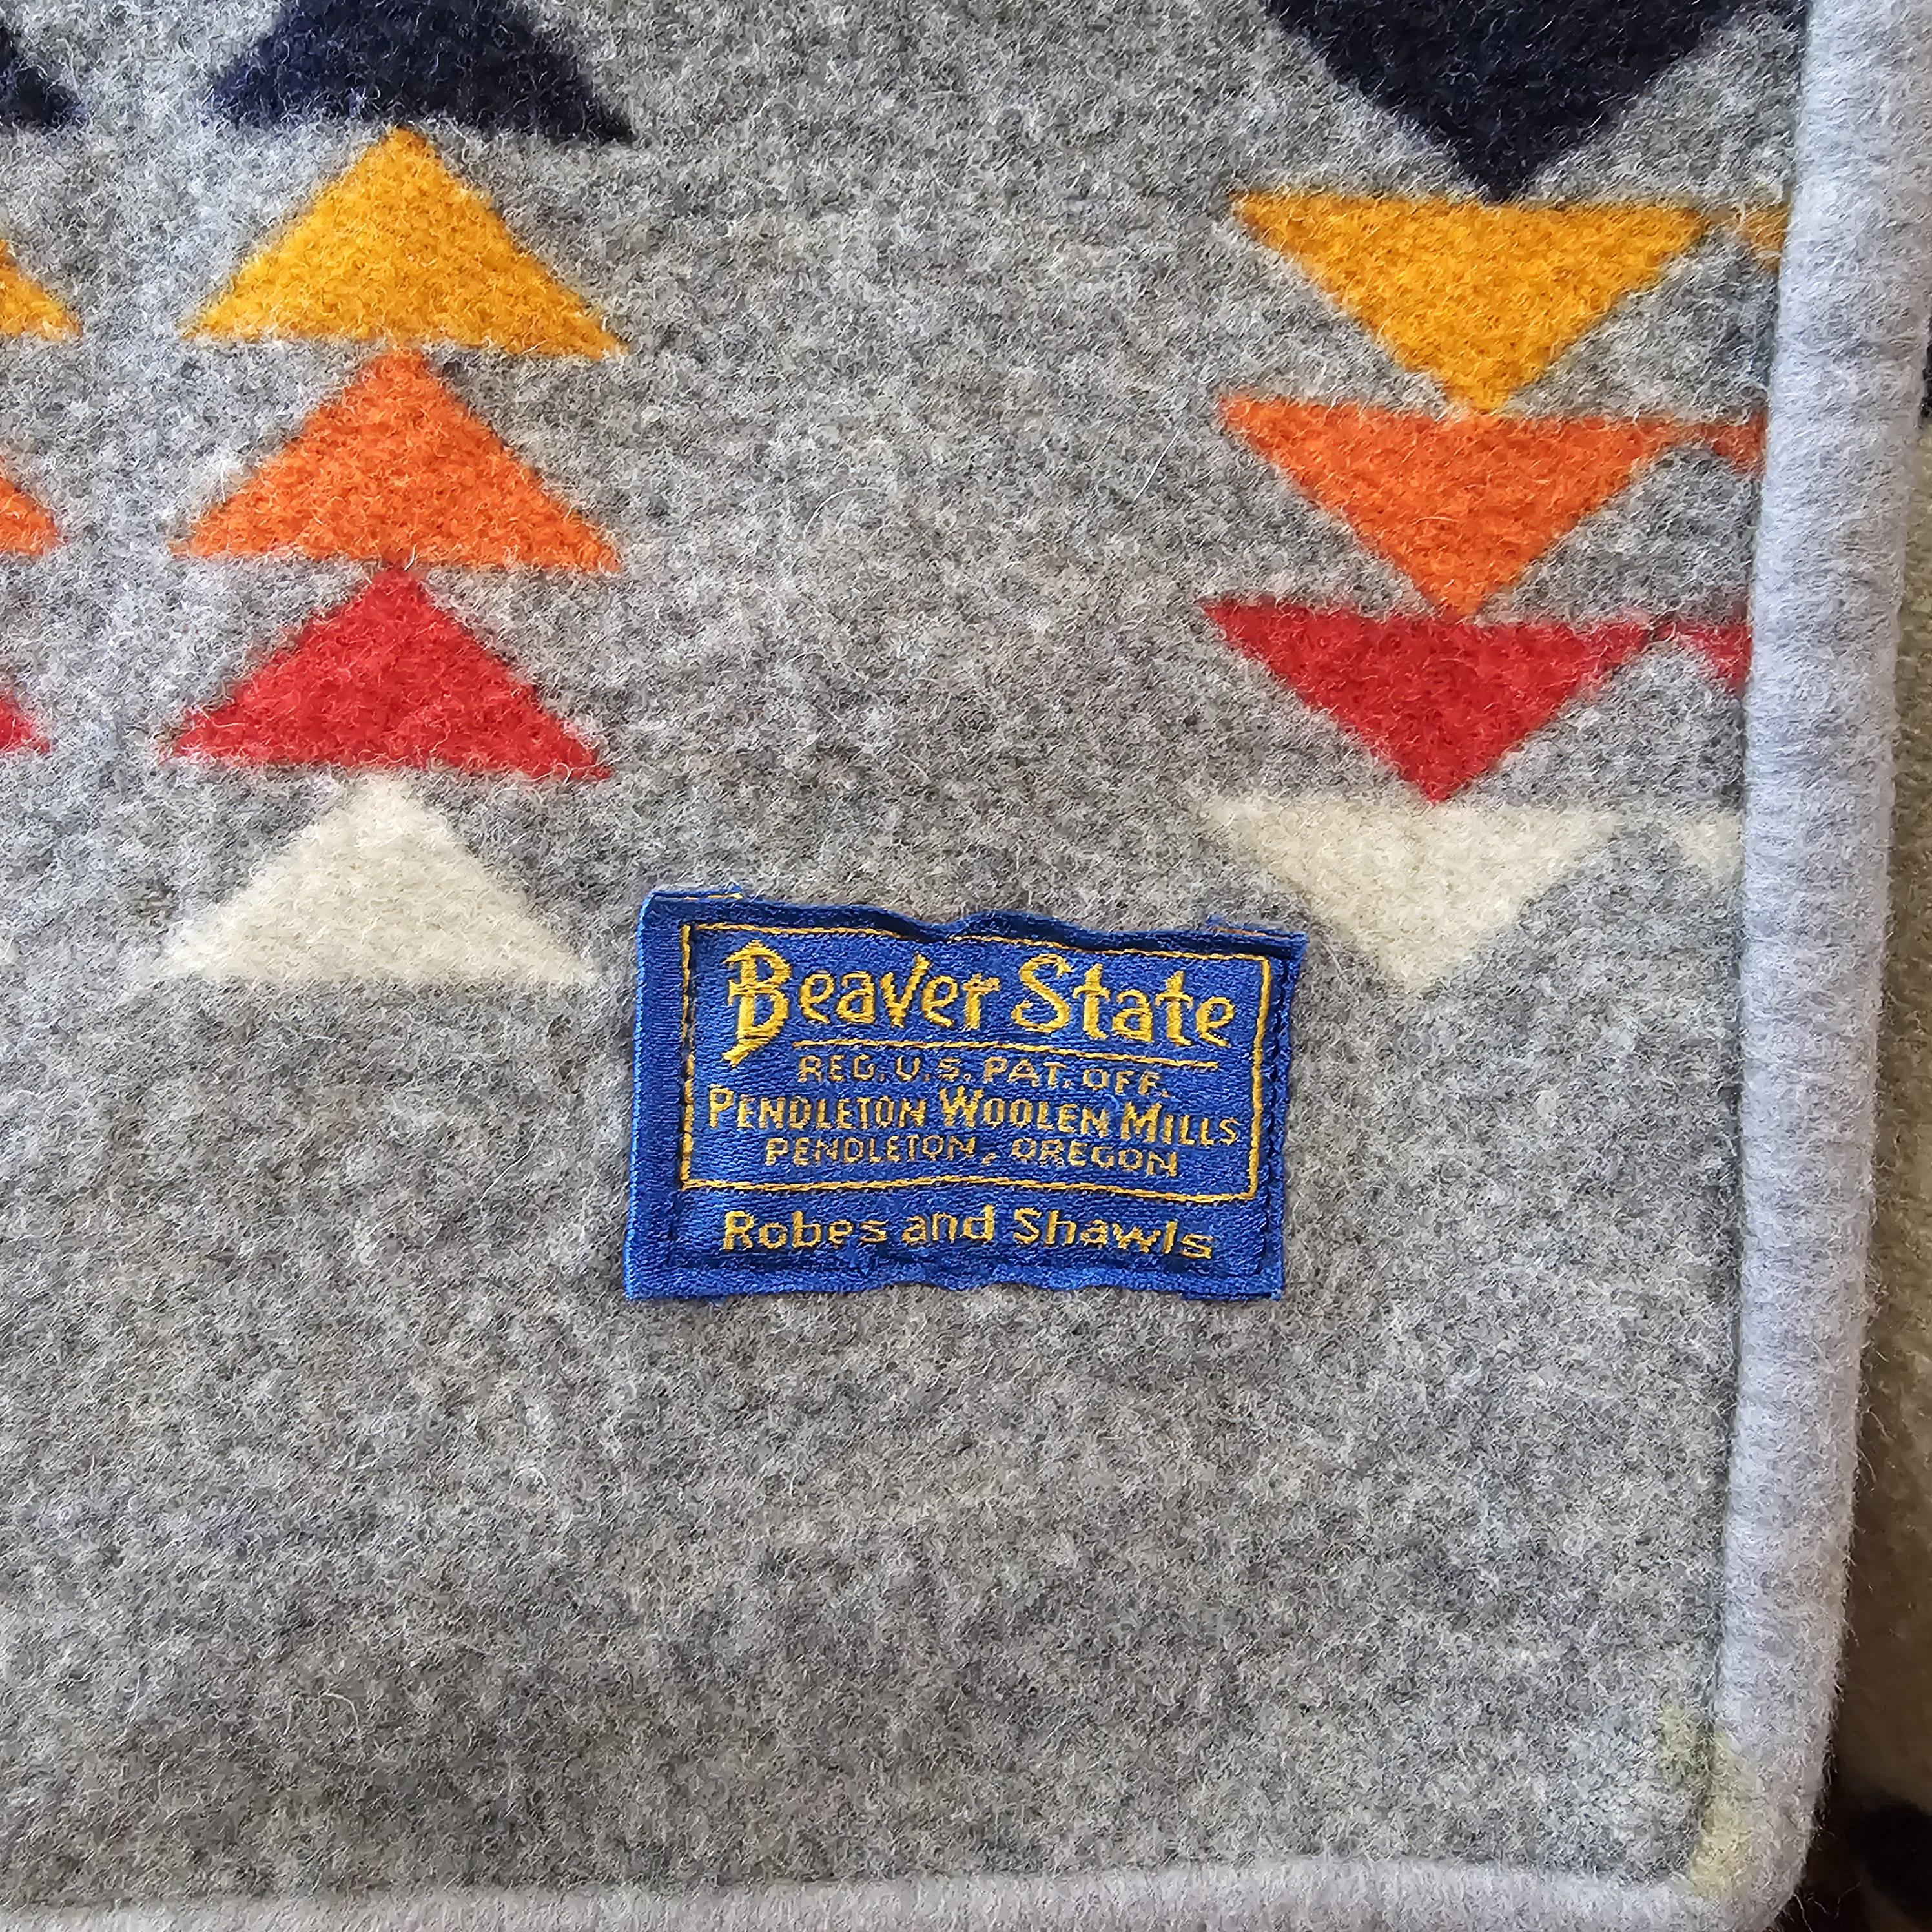 Beaver State
REG. U.S. PAT. OFF.
PENDLETON WOOLEN MILLS
PENDLETON, OREGON
Robes and Shawls